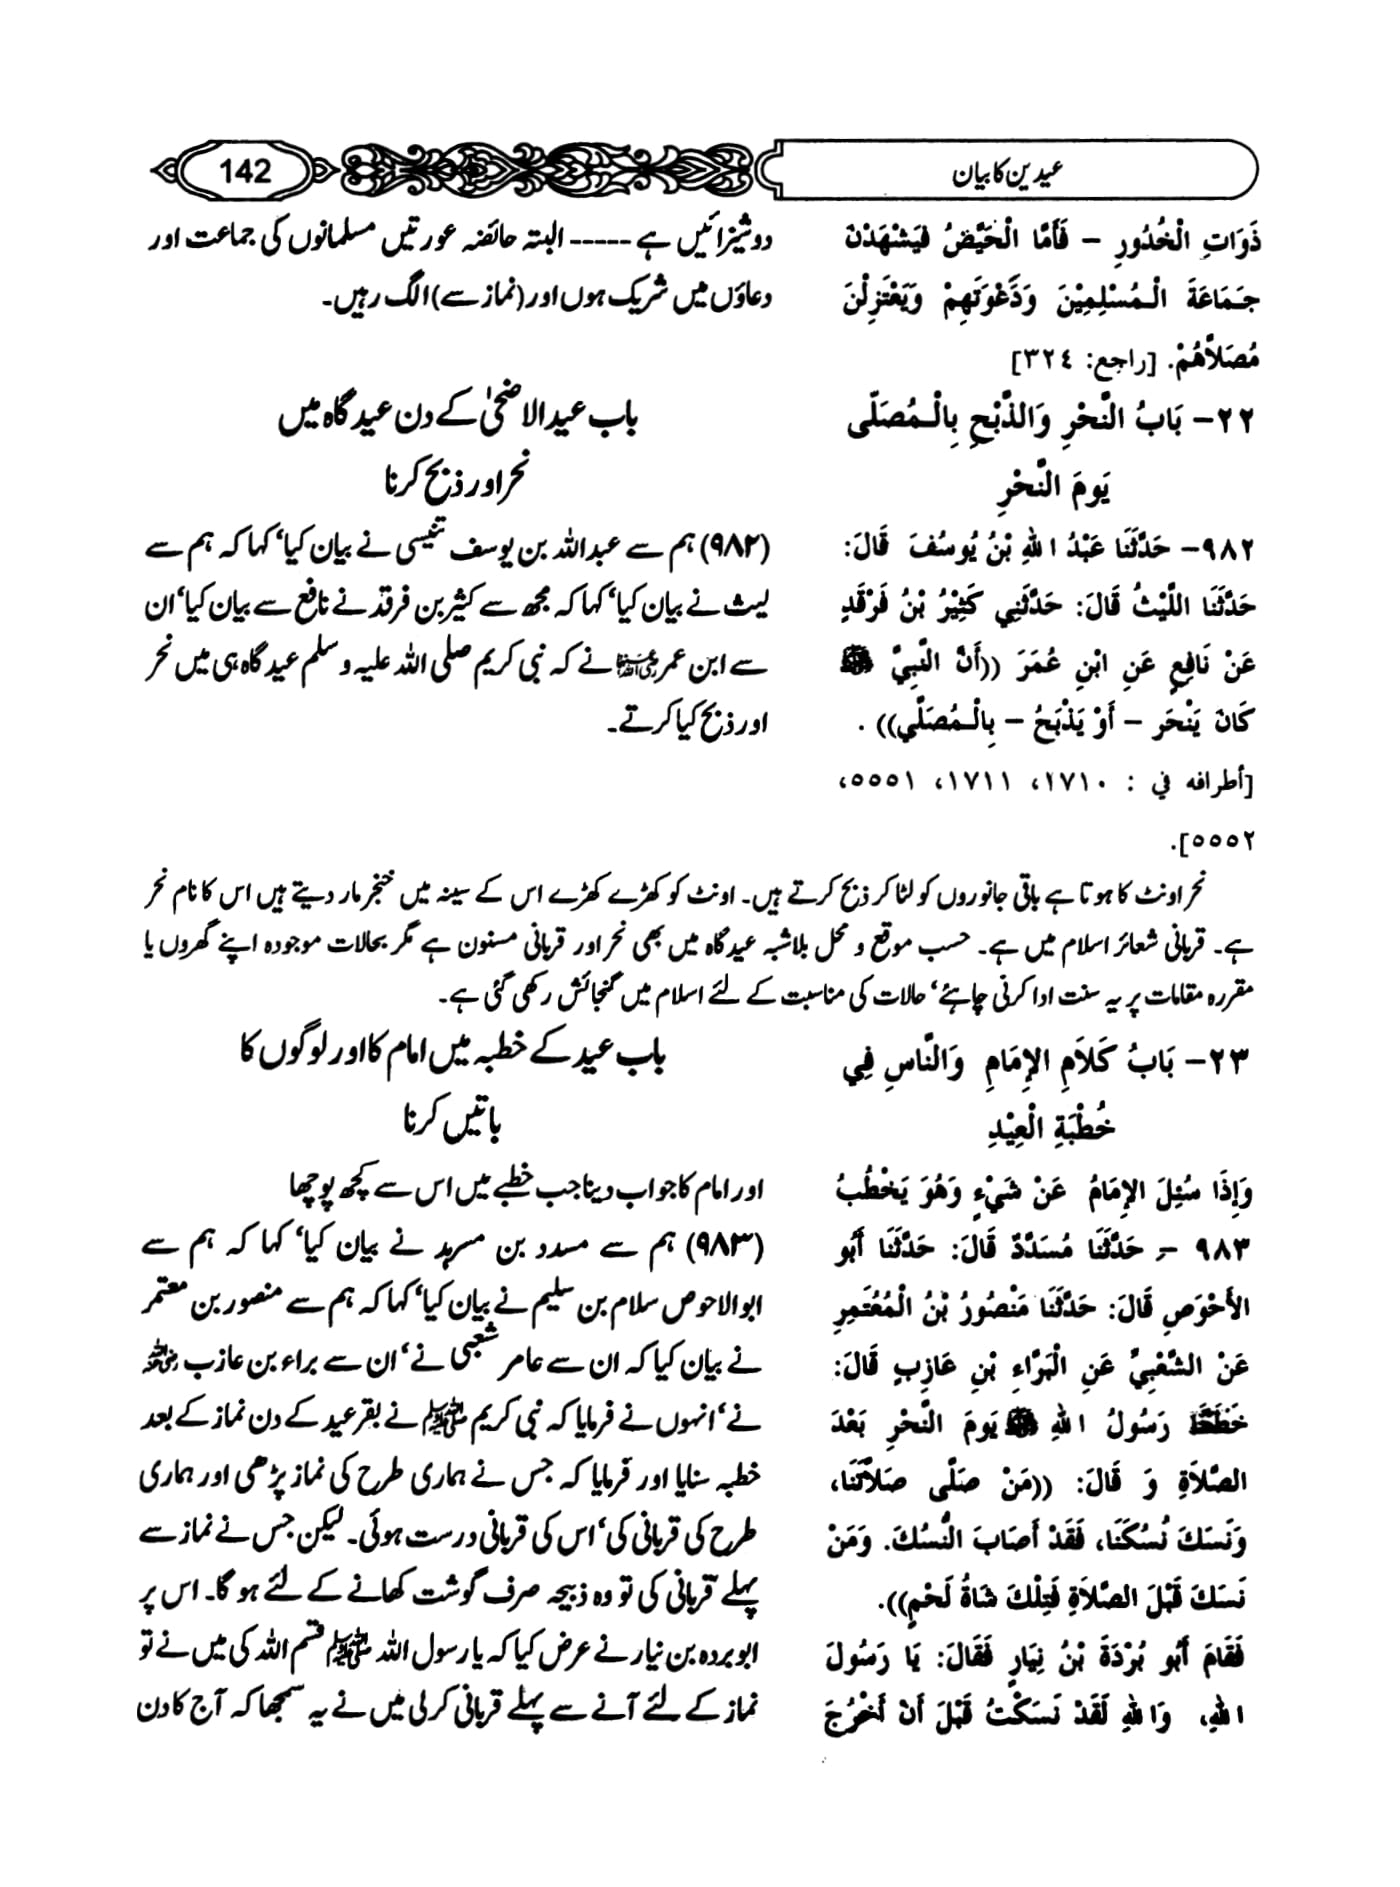 عیدین کا بیان
142
ذَوَاتِ الْخُدُورِ – فَأَمَّا الْحُيَّضُ فَيَشْهَدْنَ
جَمَاعَةَ الْـمُسْلِمِيْنَ وَدَعْوَتَهِمْ وَيَعْتَزِلْنَ
مُصَلاَّهُمْ. [راجع: ٣٢٤]
دوشیزائیں ہے ----- البتہ حائضہ عورتیں مسلمانوں کی جماعت اور
دعاؤں میں شریک ہوں اور (نماز سے) الگ رہیں۔
٢٢- بَابُ النَّحْرِ وَالذَّبْحِ بِالْـمُصَلَّى
يَومَ النَّحْرِ
باب عیدالاضحیٰ کے دن عیدگاہ میں
نحر اور ذبح کرنا
٩٨٢- حَدَّثَنَا عَبْدُ اللهِ بْنُ يُوسُفَ قَالَ:
حَدَّثَنَا اللَّيْثُ قَالَ: حَدَّثَنِي كَثِيْرُ بْنُ فَرْقَدٍ
عَنْ نَافِعٍ عَنِ ابْنِ عُمَرَ ((أَنَّ النَّبِيَّ ﷺ
كَانَ يَنْحَر – أَوْ يَذْبَحُ – بِالْـمُصَلَّي)) .
[أطرافه في : ١٧١٠، ١٧١١، ٥٥٥١،
٥٥٥٢].
(۹۸۲) ہم سے عبداللہ بن یوسف تنیسی نے بیان کیا‘ کہا کہ ہم سے
لیث نے بیان کیا‘ کہا کہ مجھ سے کثیر بن فرقد نے نافع سے بیان کیا‘ ان
سے ابن عمر رضی اللہ عنہما نے کہ نبی کریم صلی اللہ علیہ وسلم عیدگاہ ہی میں نحر
اور ذبح کیا کرتے۔
نحر اونٹ کا ہوتا ہے باقی جانوروں کو لٹا کر ذبح کرتے ہیں۔ اونٹ کو کھڑے کھڑے اس کے سینہ میں خنجر مار دیتے ہیں اس کا نام نحر
ہے۔ قربانی شعائر اسلام میں ہے۔ حسب موقع و محل بلاشبہ عیدگاہ میں بھی نحر اور قربانی مسنون ہے مگر بحالات موجودہ اپنے گھروں یا
مقررہ مقامات پر یہ سنت ادا کرنی چاہئے‘ حالات کی مناسبت کے لئے اسلام میں گنجائش رکھی گئی ہے۔
٢٣- بَابُ كَلاَمِ الإِمَامِ وَالنَّاسِ فِي
خُطْبَةِ الْعِيْدِ
باب عید کے خطبہ میں امام کا اور لوگوں کا
باتیں کرنا
وَإِذَا سُئِلَ الإِمَامُ عَنْ شَيْءٍ وَهُوَ يَخْطُبُ
٩٨٣ – حَدَّثَنَا مُسَدَّدٌ قَالَ: حَدَّثَنَا أَبُو
الأَحْوَصِ قَالَ: حَدَّثَنَا مَنْصُورُ بْنُ الْمُعْتَمِرِ
عَنْ الشَّعْبِيِّ عَنِ الْبَرَّاءِ بْنِ عَازِبٍ قَالَ:
خَطَبَنَا رَسُولُ اللهِ ﷺ يَومَ النَّحْرِ بَعْدَ
الصَّلاَةِ وَ قَالَ: ((مَنْ صَلَّى صَلاَتَنَا،
وَنَسَكَ نُسُكَنَا، فَقَدْ أَصَابَ النُّسُكَ. وَمَنْ
نَسَكَ قَبْلَ الصَّلاَةِ فَتِلْكَ شَاةُ لَحْمٍ)).
فَقَامَ أَبُو بُرْدَةَ بْنُ نِيَارٍ فَقَالَ: يَا رَسُولَ
اللهِ، وَاللهِ لَقَدْ نَسَكْتُ قَبْلَ أَنْ أَخْرُجَ
اور امام کا جواب دینا جب خطبے میں اس سے کچھ پوچھا
(۹۸۳) ہم سے مسدد بن مسرہد نے بیان کیا‘ کہا کہ ہم سے
ابوالاحوص سلام بن سلیم نے بیان کیا‘ کہا کہ ہم سے منصور بن معتمر
نے بیان کیا کہ ان سے عامر شعبی نے‘ ان سے براء بن عازب رضی اللہ عنہ
نے‘ انہوں نے فرمایا کہ نبی کریم ﷺ نے بقر عید کے دن نماز کے بعد
خطبہ سنایا اور فرمایا کہ جس نے ہماری طرح کی نماز پڑھی اور ہماری
طرح کی قربانی کی‘ اس کی قربانی درست ہوئی۔ لیکن جس نے نماز سے
پہلے قربانی کی تو وہ ذبیحہ صرف گوشت کھانے کے لئے ہو گا۔ اس پر
ابوبردہ بن نیار نے عرض کیا کہ یا رسول اللہ ﷺ قسم اللہ کی میں نے تو
نماز کے لئے آنے سے پہلے قربانی کر لی میں نے یہ سمجھا کہ آج کا دن